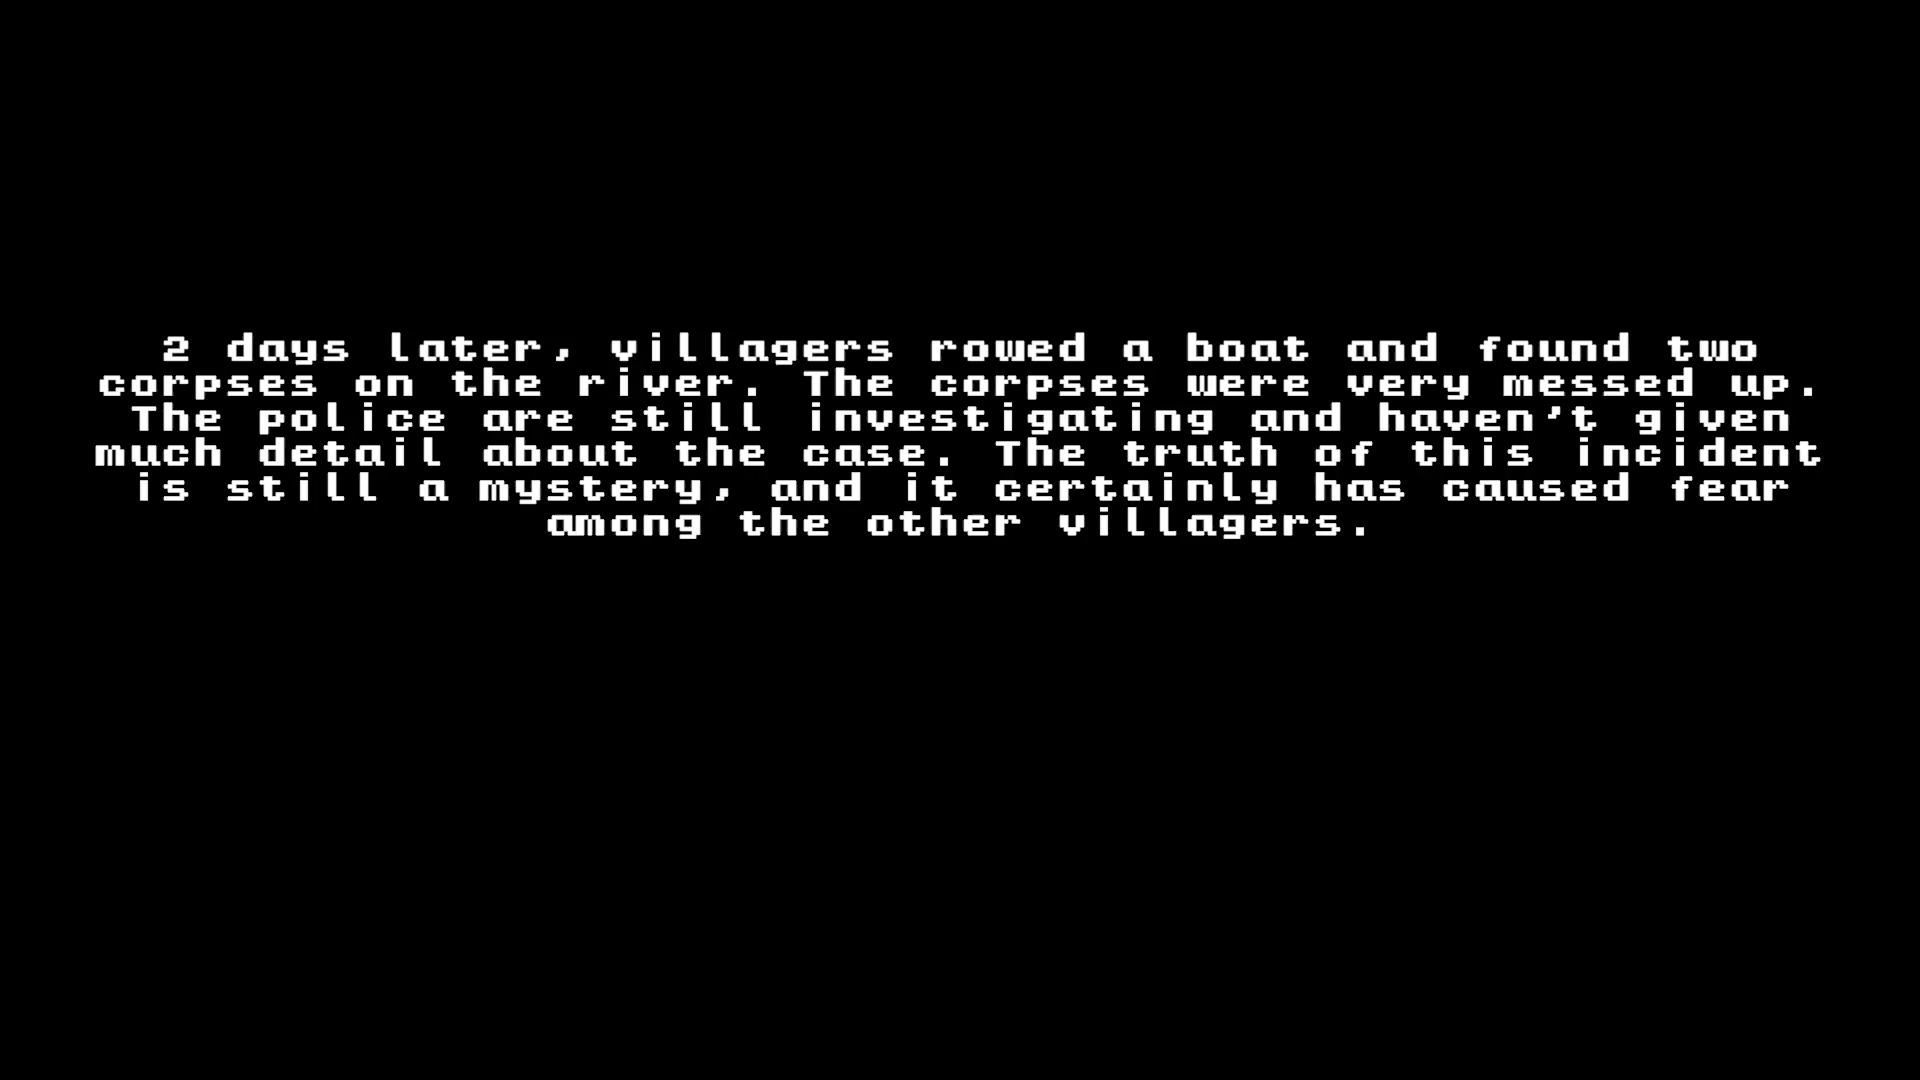 2 days later, villagers rowed a boat and found two
corpses on the river. The corpses were very messed up.
The police are still investigating and haven't given
much detail about the case. The truth of this incident
is still a mystery, and it certainly has caused fear
among the other villagers.